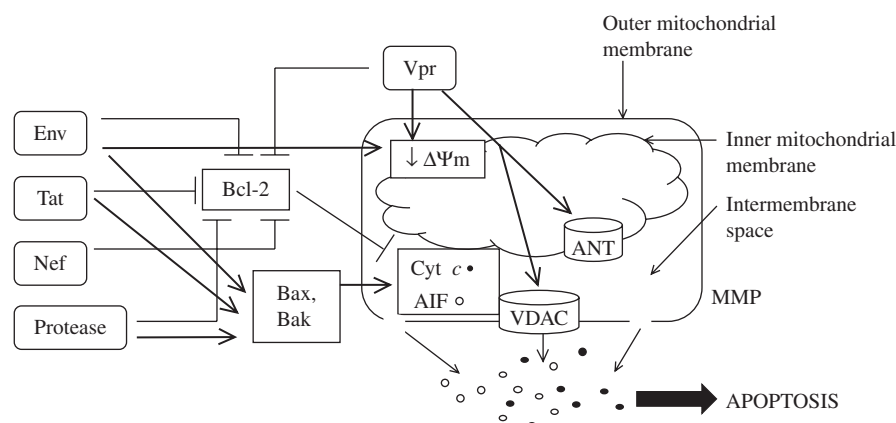 Outer mitochondrial
membrane
Vpr
Env
↓ ΔΨm
Inner mitochondrial
membrane
Bcl-2
Tat
Intermembrane
space
ANT
Nef
Cyt c
AIF
Bax,
Bak
MMP
VDAC
Protease
APOPTOSIS